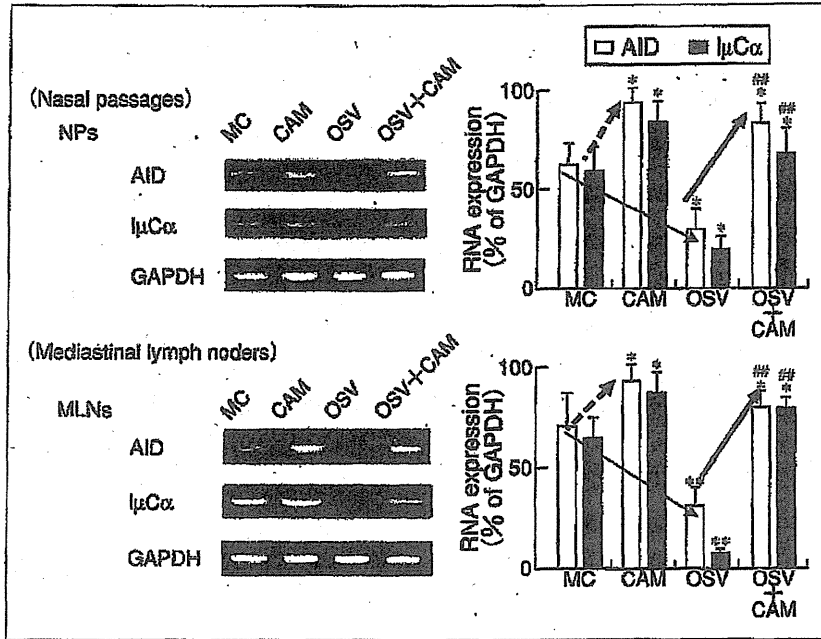 AID IμCα
(Nasal passages)
NPs
MC CAM OSV OSV+CAM
AID
IμCα
GAPDH
RNA expression
(% of GAPDH)
100
50
0
* * * * ## * ## *
MC CAM OSV OSV + CAM
(Mediastinal lymph noders)
MLNs
MC CAM OSV OSV+CAM
AID
IμCα
GAPDH
RNA expression
(% of GAPDH)
100
50
0
* * ** ** ## * ## *
MC CAM OSV OSV + CAM